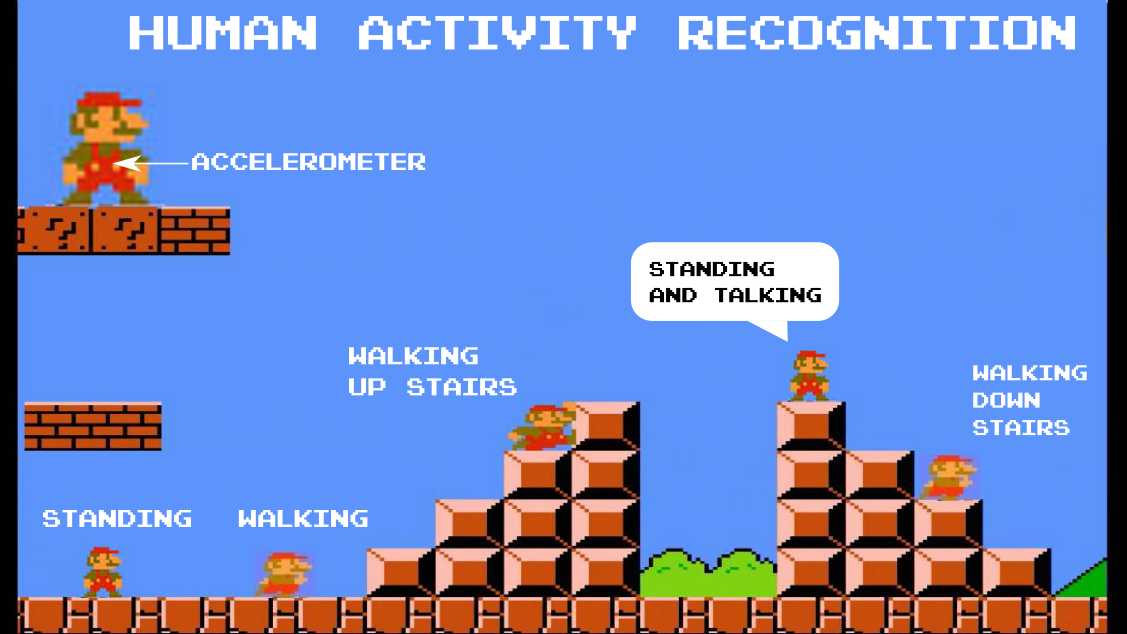 HUMAN ACTIVITY RECOGNITION
ACCELEROMETER
? ?
STANDING
AND TALKING
WALKING
UP STAIRS
WALKING
DOWN
STAIRS
STANDING
WALKING